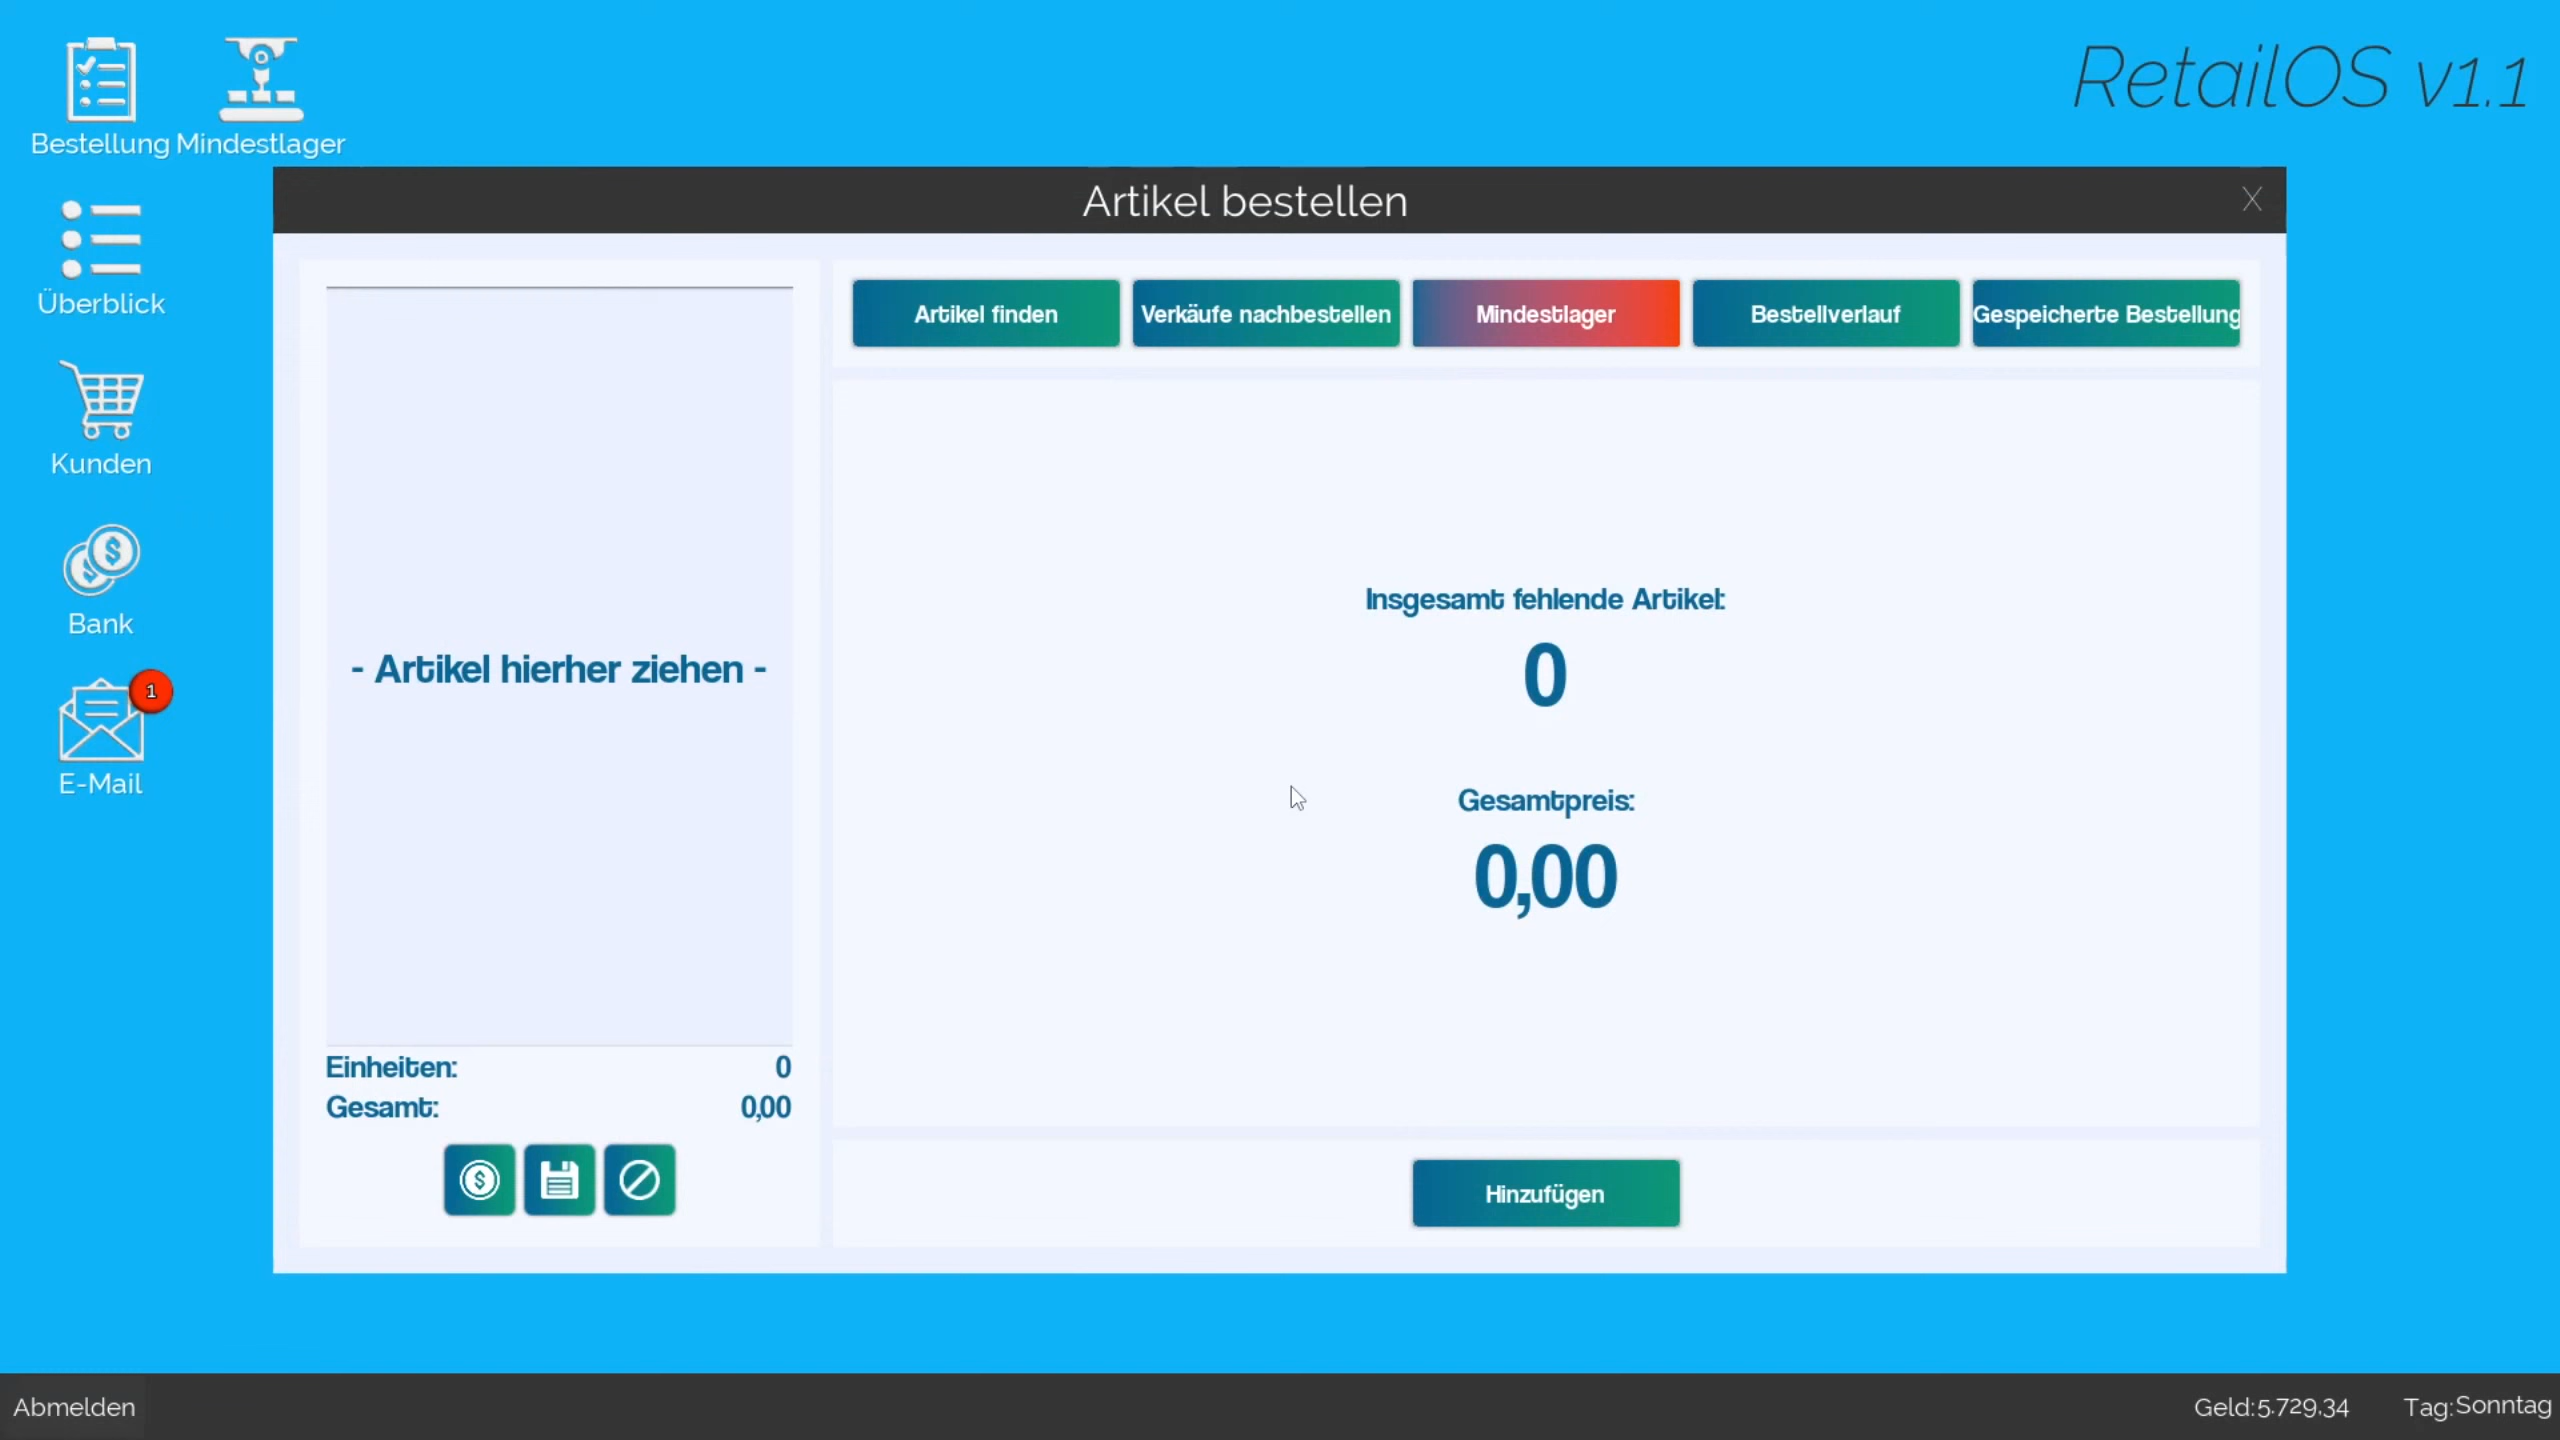 RetailOS v1.1
Bestellung
Mindestlager
Überblick
Kunden
Bank
1
E-Mail
Artikel bestellen
X
Artikel finden
Verkäufe nachbestellen
Mindestlager
Bestellverlauf
Gespeicherte Bestellung
- Artikel hierher ziehen -
Einheiten: 0
Gesamt: 0,00
Insgesamt fehlende Artikel:
0
Gesamtpreis:
0,00
Hinzufügen
Abmelden
Geld:5.729,34
Tag:Sonntag